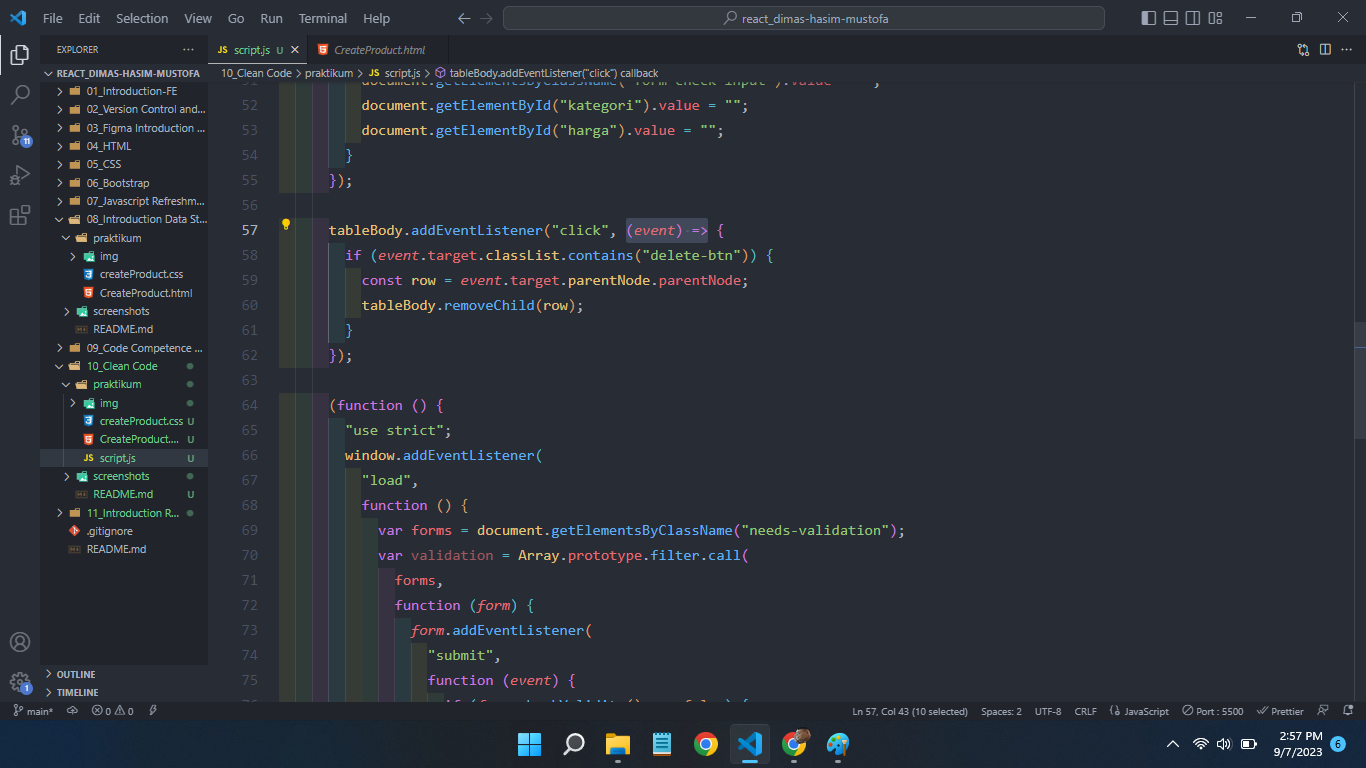 File Edit Selection View Go Run Terminal Help
react_dimas-hasim-mustofa
EXPLORER ...
JS script.js U
CreateProduct.html
REACT_DIMAS-HASIM-MUSTOFA
10_Clean Code > praktikum > JS script.js > tableBody.addEventListener("click") callback
01_Introduction-FE
02_Version Control and...
03_Figma Introduction ...
04_HTML
05_CSS
06_Bootstrap
07_Javascript Refreshm...
08_Introduction Data St...
praktikum
img
createProduct.css
CreateProduct.html
screenshots
README.md
09_Code Competence ...
10_Clean Code
praktikum
img
createProduct.css U
CreateProduct.... U
JS script.js U
screenshots
README.md U
11_Introduction R...
.gitignore
README.md
OUTLINE
TIMELINE
11
1
52 document.getElementById("kategori").value = "";
53 document.getElementById("harga").value = "";
54 }
55 });
56
57 tableBody.addEventListener("click", (event) => {
58 if (event.target.classList.contains("delete-btn")) {
59 const row = event.target.parentNode.parentNode;
60 tableBody.removeChild(row);
61 }
62 });
63
64 (function () {
65 "use strict";
66 window.addEventListener(
67 "load",
68 function () {
69 var forms = document.getElementsByClassName("needs-validation");
70 var validation = Array.prototype.filter.call(
71 forms,
72 function (form) {
73 form.addEventListener(
74 "submit",
75 function (event) {
main* 0 0
Ln 57, Col 43 (10 selected) Spaces: 2 UTF-8 CRLF {} JavaScript Port : 5500 Prettier
2:57 PM
9/7/2023
6